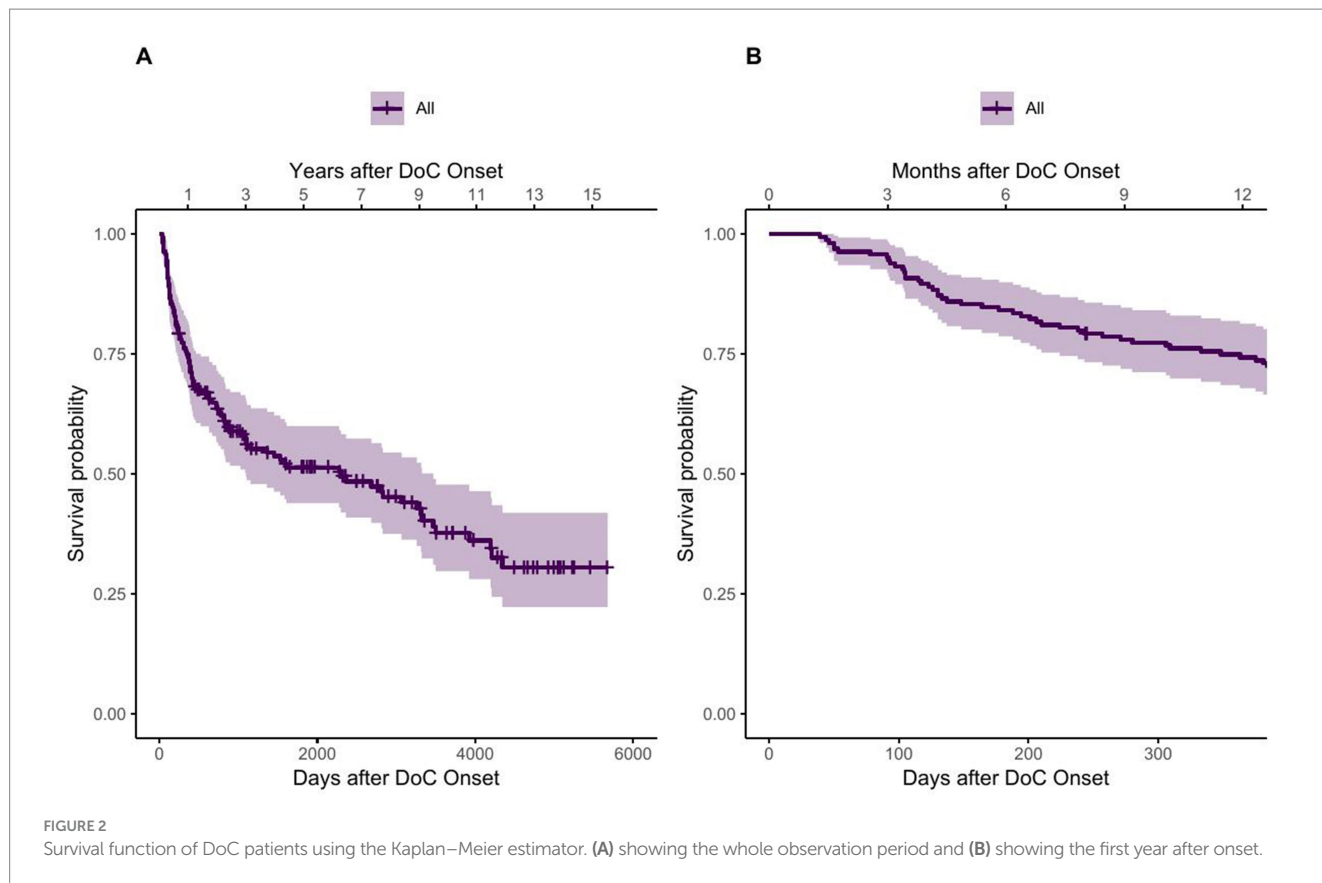 A
All
Years after DoC Onset
1 3 5 7 9 11 13 15
1.00
0.75
0.50
0.25
0.00
Survival probability
0 2000 4000 6000
Days after DoC Onset
B
All
Months after DoC Onset
0 3 6 9 12
1.00
0.75
0.50
0.25
0.00
Survival probability
0 100 200 300
Days after DoC Onset
FIGURE 2
Survival function of DoC patients using the Kaplan–Meier estimator. (A) showing the whole observation period and (B) showing the first year after onset.